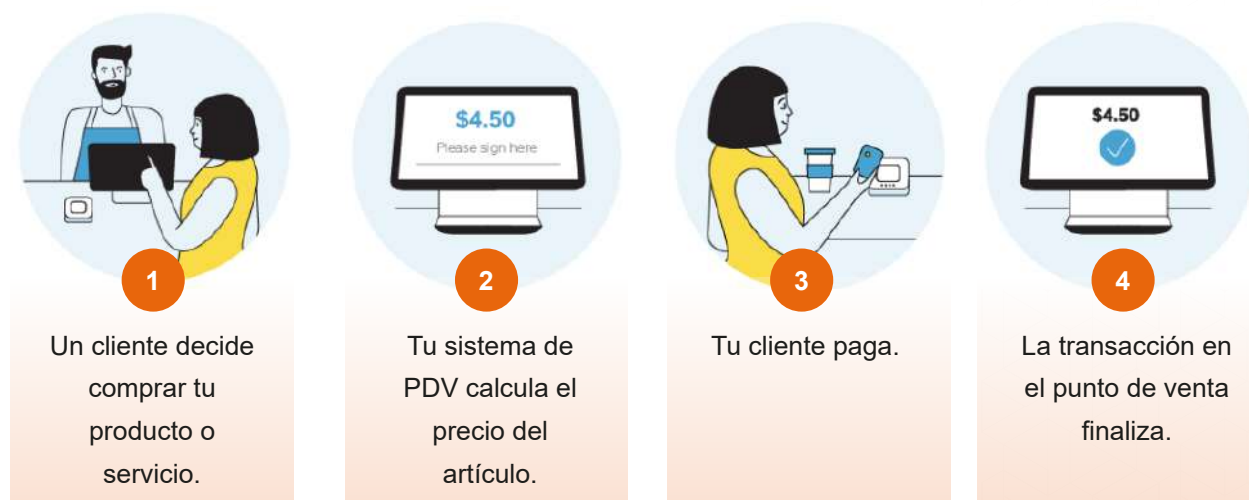 $4.50
Please sign here
$4.50
1
Un cliente decide
comprar tu
producto o
servicio.
2
Tu sistema de
PDV calcula el
precio del
artículo.
3
Tu cliente paga.
4
La transacción en
el punto de venta
finaliza.